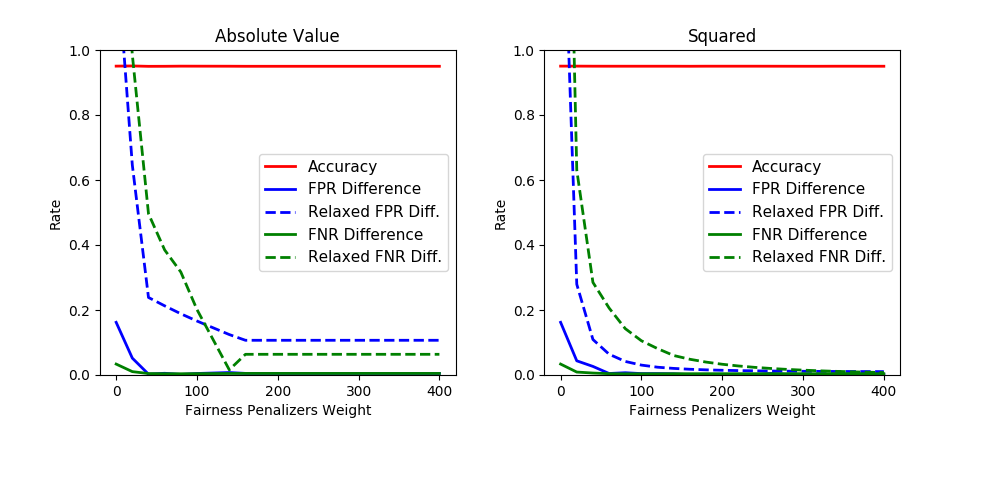 Absolute Value
1.0
0.8
0.6
0.4
0.2
0.0
Rate
0
100
200
300
400
Fairness Penalizers Weight
Accuracy
FPR Difference
Relaxed FPR Diff.
FNR Difference
Relaxed FNR Diff.
Squared
1.0
0.8
0.6
0.4
0.2
0.0
Rate
0
100
200
300
400
Fairness Penalizers Weight
Accuracy
FPR Difference
Relaxed FPR Diff.
FNR Difference
Relaxed FNR Diff.